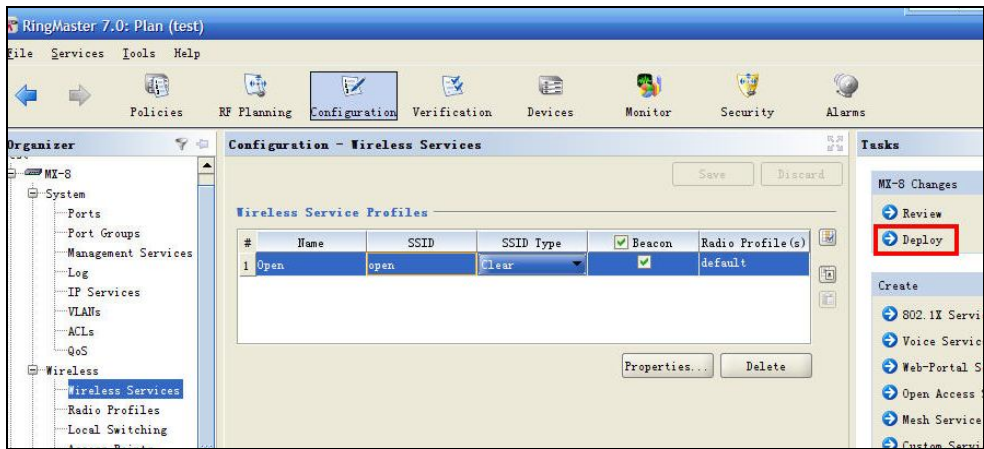 RingMaster 7.0: Plan (test)
File Services Tools Help
Policies RF Planning Configuration Verification Devices Monitor Security Alarms
Organizer
MX-8
System
Ports
Port Groups
Management Services
Log
IP Services
VLANs
ACLs
QoS
Wireless
Wireless Services
Radio Profiles
Local Switching
Configuration - Wireless Services
Save Discard
Wireless Service Profiles
# Name SSID SSID Type Beacon Radio Profile(s)
1 Open open Clear default
Properties... Delete
Tasks
MX-8 Changes
Review
Deploy
Create
802.1X Servi
Voice Servic
Web-Portal S
Open Access
Mesh Service
Custom Servi